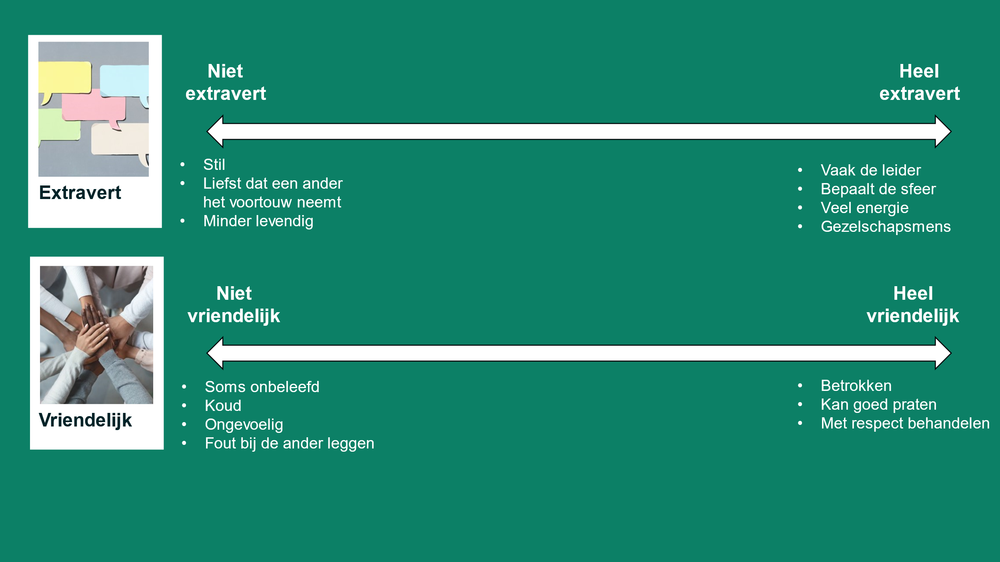 Extravert
Niet
extravert
Heel
extravert
• Stil
• Liefst dat een ander
het voortouw neemt
• Minder levendig
• Vaak de leider
• Bepaalt de sfeer
• Veel energie
• Gezelschapsmens
Vriendelijk
Niet
vriendelijk
Heel
vriendelijk
• Soms onbeleefd
• Koud
• Ongevoelig
• Fout bij de ander leggen
• Betrokken
• Kan goed praten
• Met respect behandelen